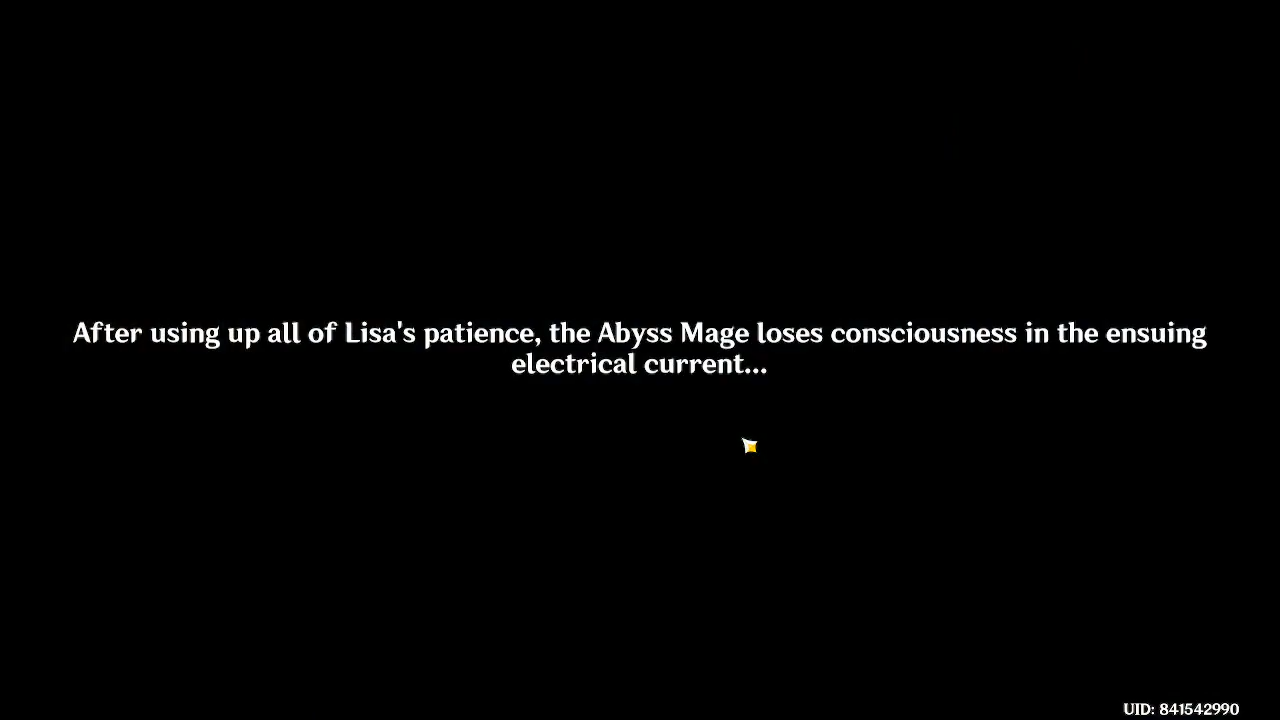 After using up all of Lisa's patience, the Abyss Mage loses consciousness in the ensuing
electrical current...
UID: 841542990